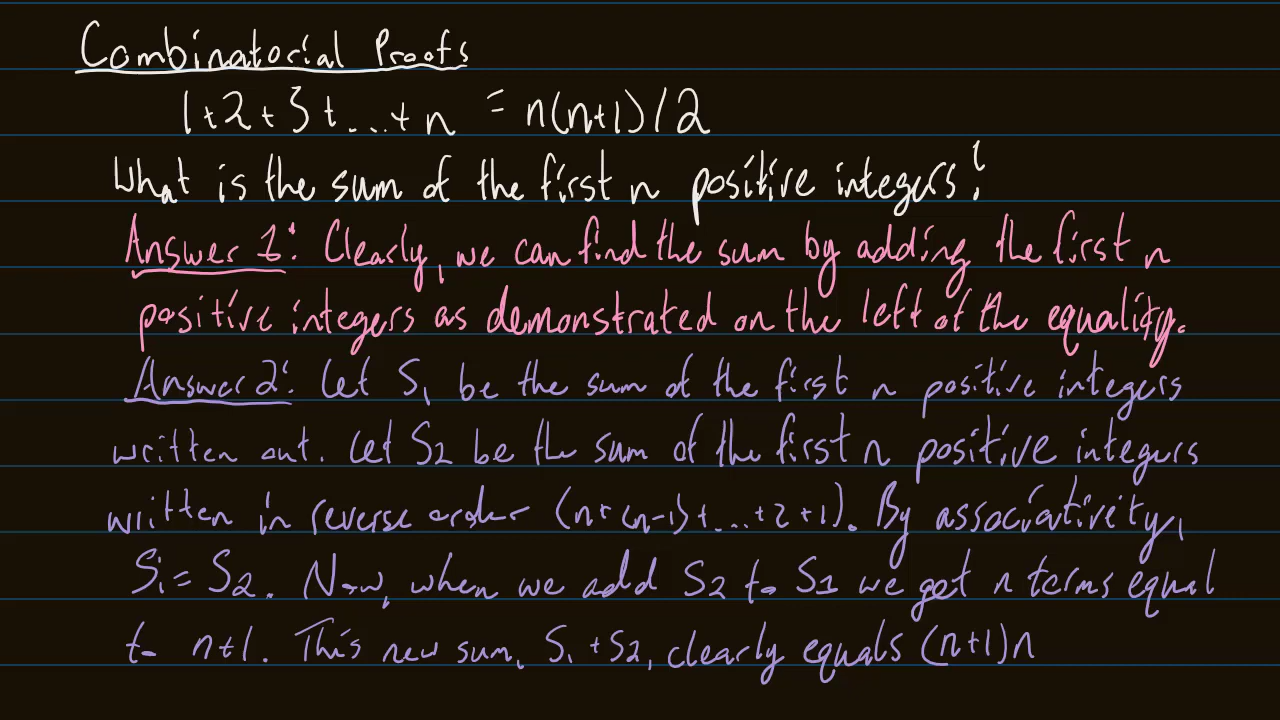 Combinatorial Proofs
1+2+3+...+n = n(n+1)/2
What is the sum of the first n positive integers?
Answer 1: Clearly, we can find the sum by adding the first n
positive integers as demonstrated on the left of the equality.
Answer 2: Let S1 be the sum of the first n positive integers
written out. Let S2 be the sum of the first n positive integers
written in reverse order (n+(n-1)+...+2+1). By associativity,
S1 = S2. Now, when we add S2 to S1 we get n terms equal
to n+1. This new sum, S1+S2, clearly equals (n+1)n